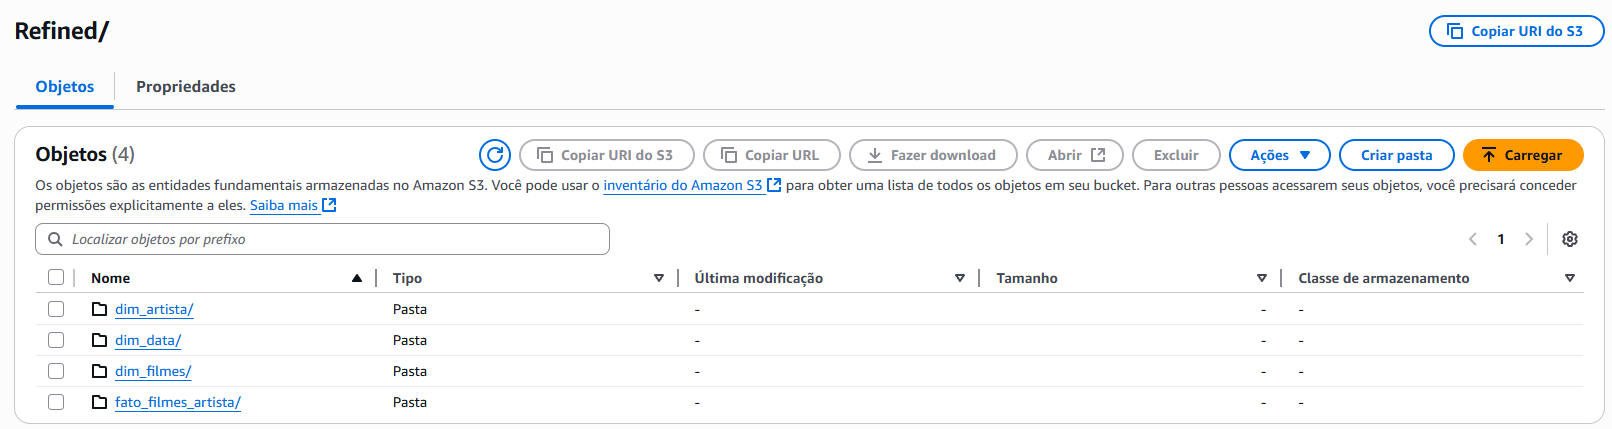 Refined/
Copiar URI do S3
Objetos
Propriedades
Objetos (4)
Copiar URI do S3
Copiar URL
Fazer download
Abrir
Excluir
Ações
Criar pasta
Carregar
Os objetos são as entidades fundamentais armazenadas no Amazon S3. Você pode usar o inventário do Amazon S3 para obter uma lista de todos os objetos em seu bucket. Para outras pessoas acessarem seus objetos, você precisará conceder
permissões explicitamente a eles. Saiba mais
Localizar objetos por prefixo
1
Nome Tipo Última modificação Tamanho Classe de armazenamento
dim_artista/ Pasta - - -
dim_data/ Pasta - - -
dim_filmes/ Pasta - - -
fato_filmes_artista/ Pasta - - -